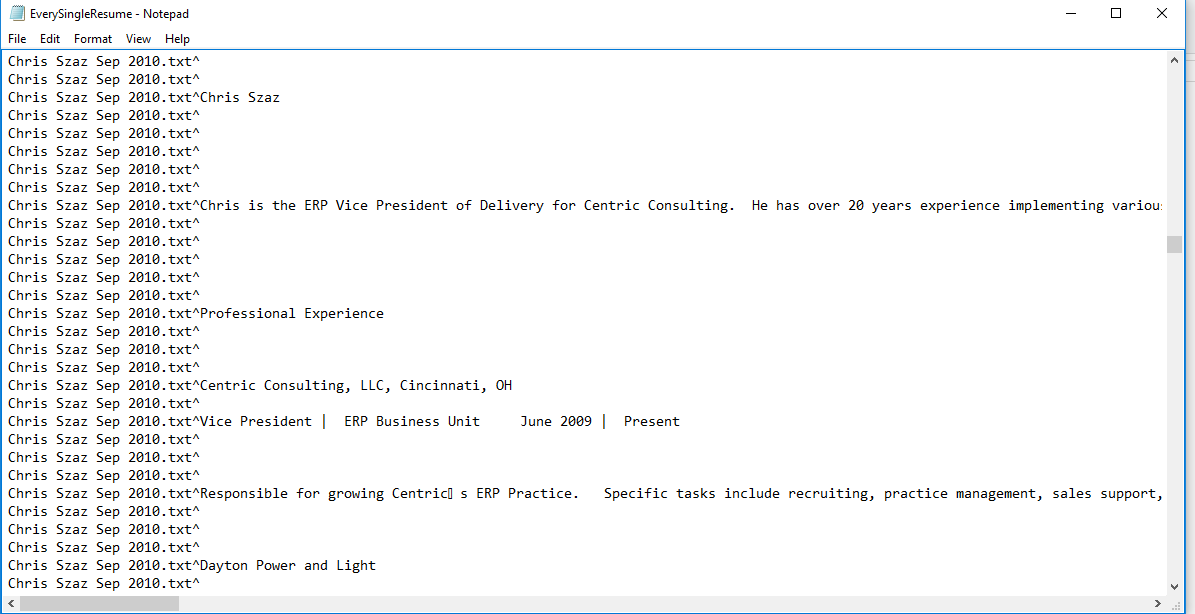 EverySingleResume - Notepad
File Edit Format View Help
Chris Szaz Sep 2010.txt^
Chris Szaz Sep 2010.txt^
Chris Szaz Sep 2010.txt^Chris Szaz
Chris Szaz Sep 2010.txt^
Chris Szaz Sep 2010.txt^
Chris Szaz Sep 2010.txt^
Chris Szaz Sep 2010.txt^
Chris Szaz Sep 2010.txt^
Chris Szaz Sep 2010.txt^Chris is the ERP Vice President of Delivery for Centric Consulting.  He has over 20 years experience implementing various
Chris Szaz Sep 2010.txt^
Chris Szaz Sep 2010.txt^
Chris Szaz Sep 2010.txt^
Chris Szaz Sep 2010.txt^
Chris Szaz Sep 2010.txt^
Chris Szaz Sep 2010.txt^Professional Experience
Chris Szaz Sep 2010.txt^
Chris Szaz Sep 2010.txt^
Chris Szaz Sep 2010.txt^
Chris Szaz Sep 2010.txt^Centric Consulting, LLC, Cincinnati, OH
Chris Szaz Sep 2010.txt^
Chris Szaz Sep 2010.txt^Vice President |  ERP Business Unit     June 2009 |  Present
Chris Szaz Sep 2010.txt^
Chris Szaz Sep 2010.txt^
Chris Szaz Sep 2010.txt^
Chris Szaz Sep 2010.txt^Responsible for growing Centric▯ s ERP Practice.   Specific tasks include recruiting, practice management, sales support,
Chris Szaz Sep 2010.txt^
Chris Szaz Sep 2010.txt^
Chris Szaz Sep 2010.txt^
Chris Szaz Sep 2010.txt^Dayton Power and Light
Chris Szaz Sep 2010.txt^